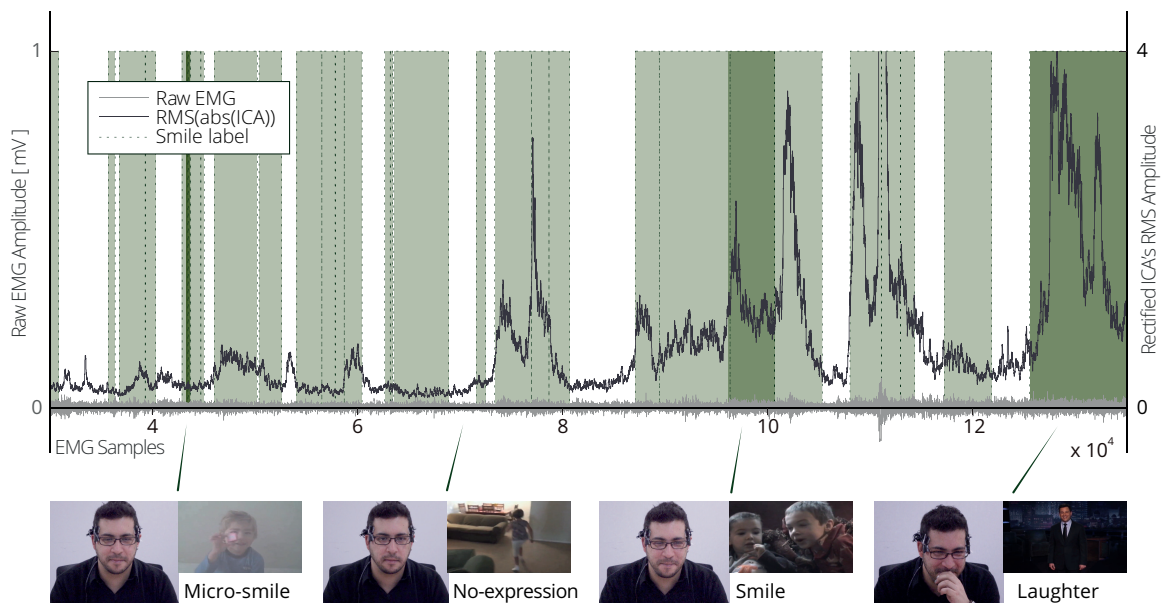 1
4
Raw EMG
RMS(abs(ICA))
Smile label
Raw EMG Amplitude [ mV ]
Rectified ICA's RMS Amplitude
0
0
4
6
8
10
12
EMG Samples
x 10^4
Micro-smile
No-expression
Smile
Laughter